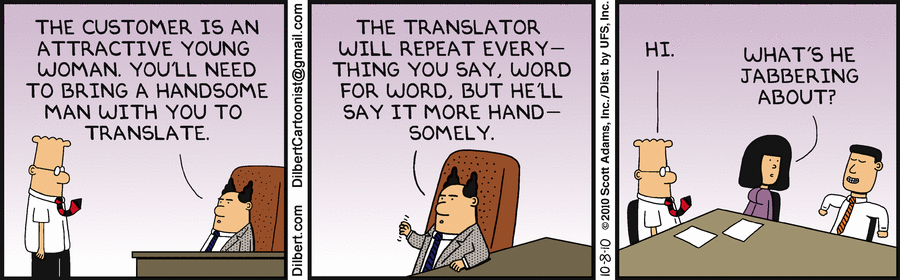 THE CUSTOMER IS AN
ATTRACTIVE YOUNG
WOMAN. YOU'LL NEED
TO BRING A HANDSOME
MAN WITH YOU TO
TRANSLATE.
Dilbert.com DilbertCartoonist@gmail.com
THE TRANSLATOR
WILL REPEAT EVERY-
THING YOU SAY, WORD
FOR WORD, BUT HE'LL
SAY IT MORE HAND-
SOMELY.
10-8-10 ©2010 Scott Adams, Inc./Dist. by UFS, Inc.
HI.
WHAT'S HE
JABBERING
ABOUT?